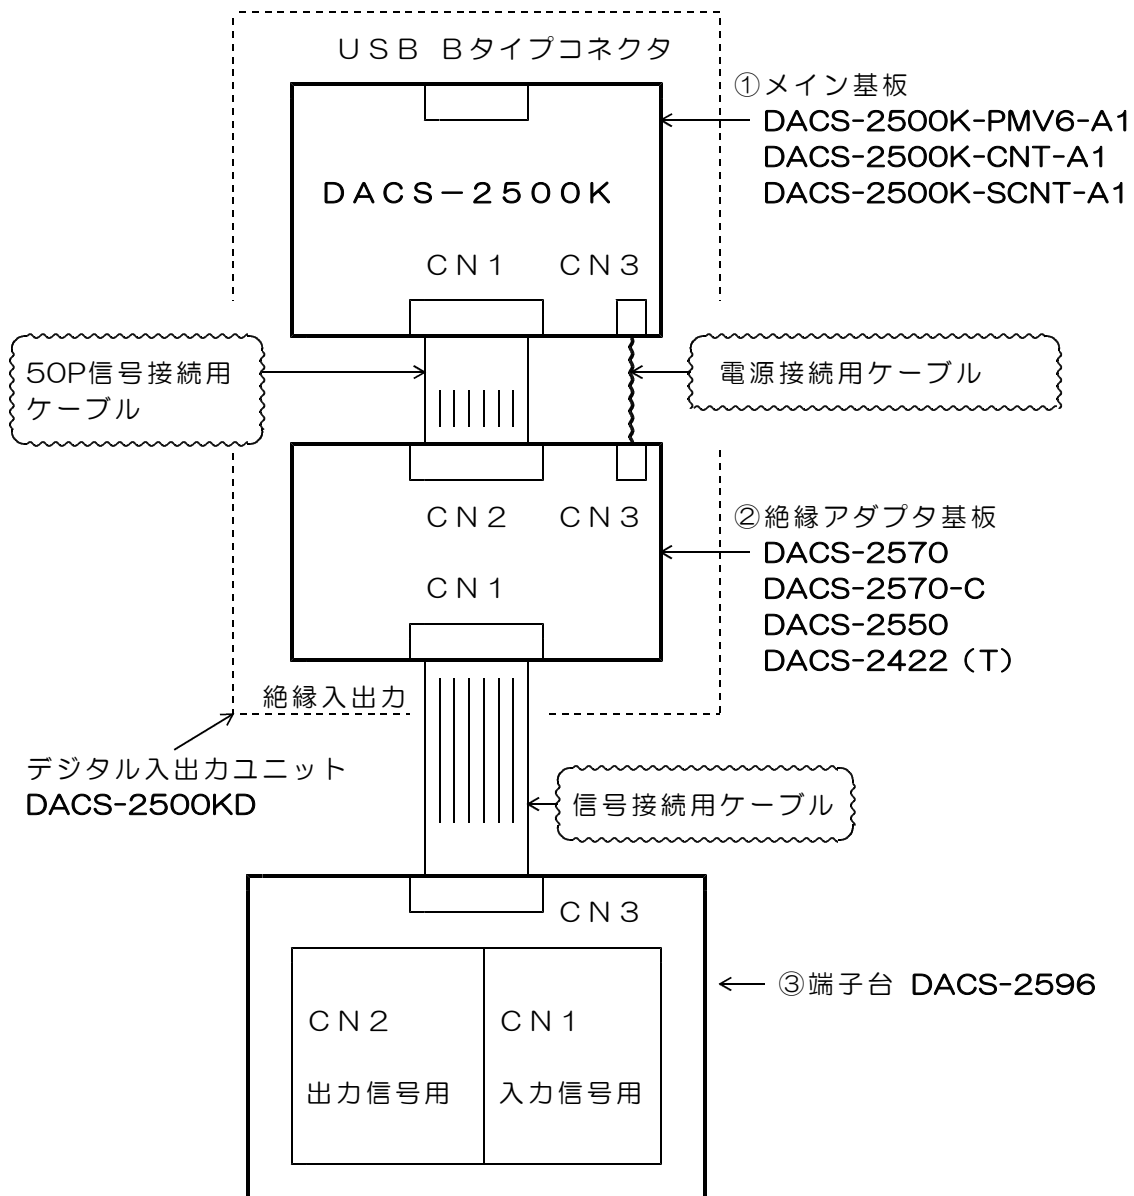 USB Bタイプコネクタ
①メイン基板
DACS-2500K-PMV6-A1
DACS-2500K-CNT-A1
DACS-2500K-SCNT-A1
DACS-2500K
CN1 CN3
50P信号接続用
ケーブル
電源接続用ケーブル
CN2 CN3
②絶縁アダプタ基板
DACS-2570
DACS-2570-C
DACS-2550
DACS-2422（T）
CN1
絶縁入出力
デジタル入出力ユニット
DACS-2500KD
信号接続用ケーブル
CN3
③端子台 DACS-2596
CN2
出力信号用
CN1
入力信号用